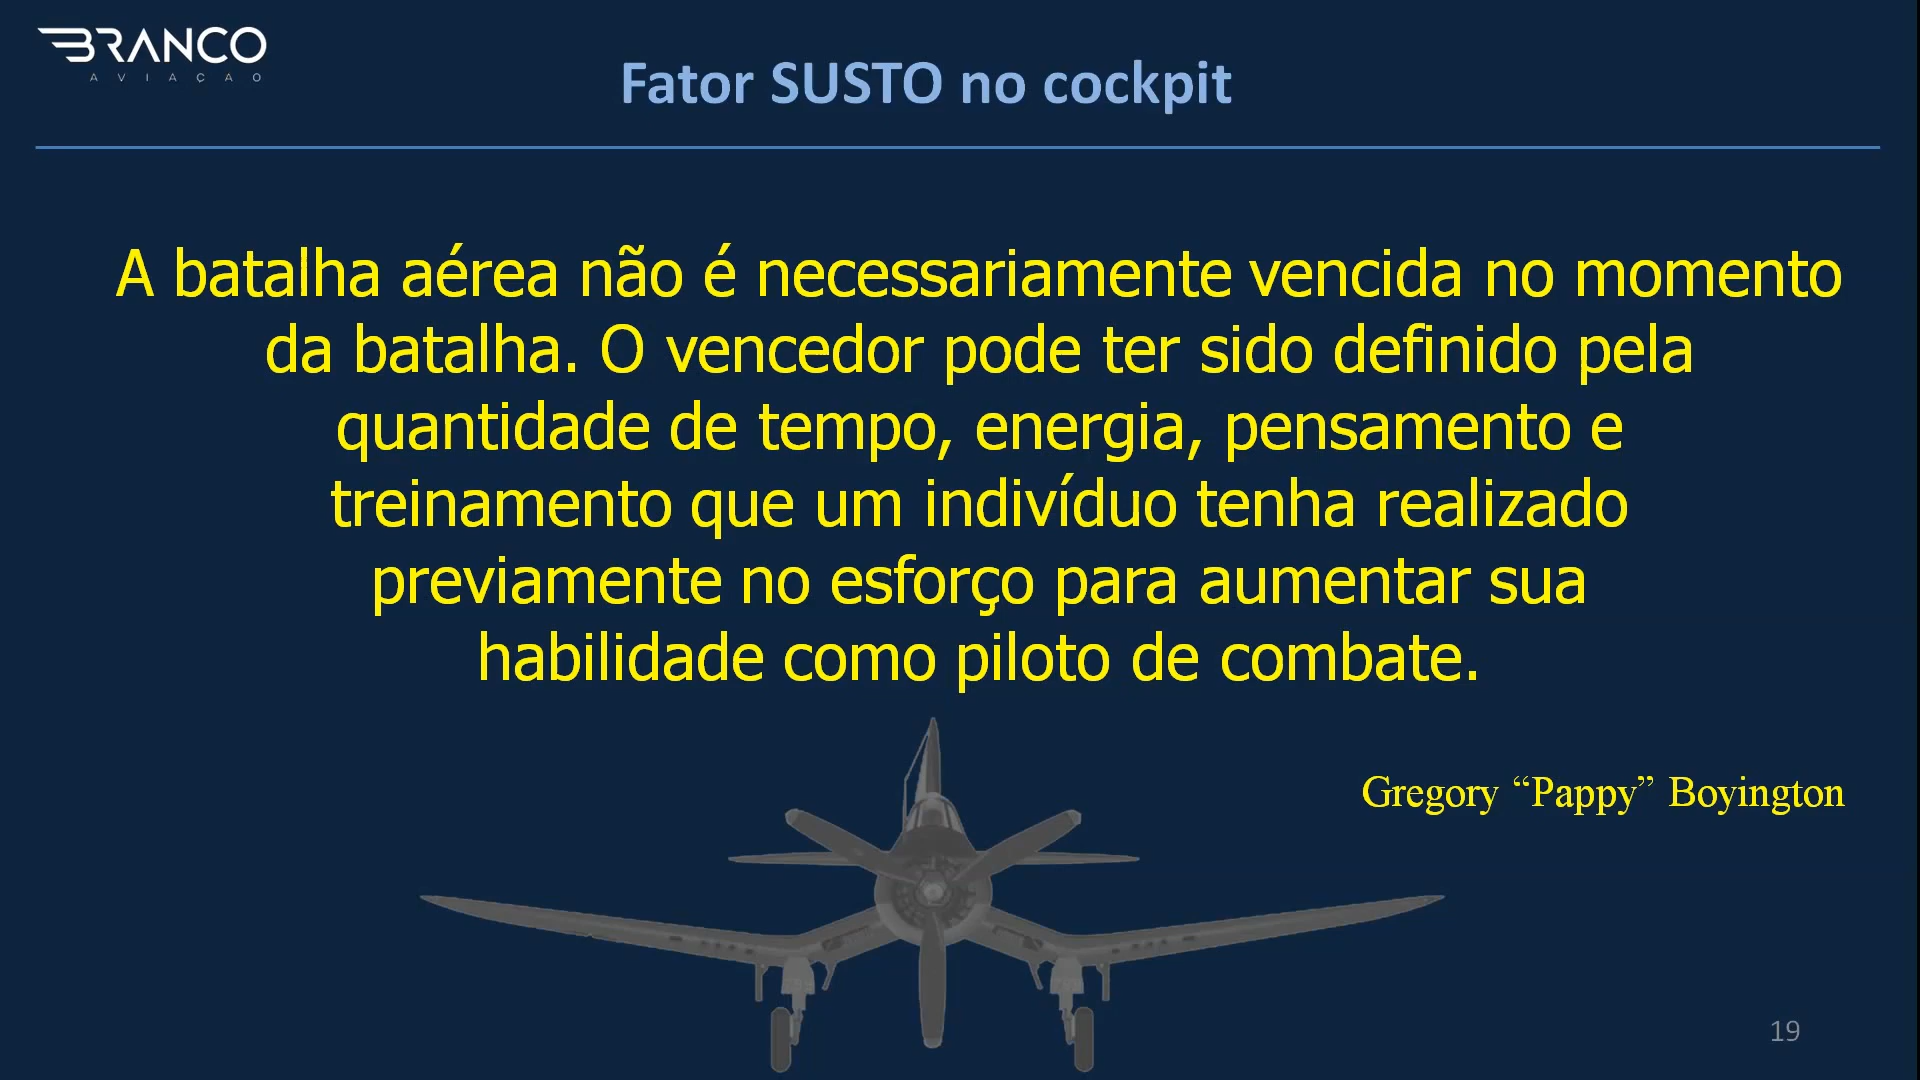 BRANCO
AVIAÇÃO
Fator SUSTO no cockpit
A batalha aérea não é necessariamente vencida no momento
da batalha. O vencedor pode ter sido definido pela
quantidade de tempo, energia, pensamento e
treinamento que um indivíduo tenha realizado
previamente no esforço para aumentar sua
habilidade como piloto de combate.
Gregory “Pappy” Boyington
19